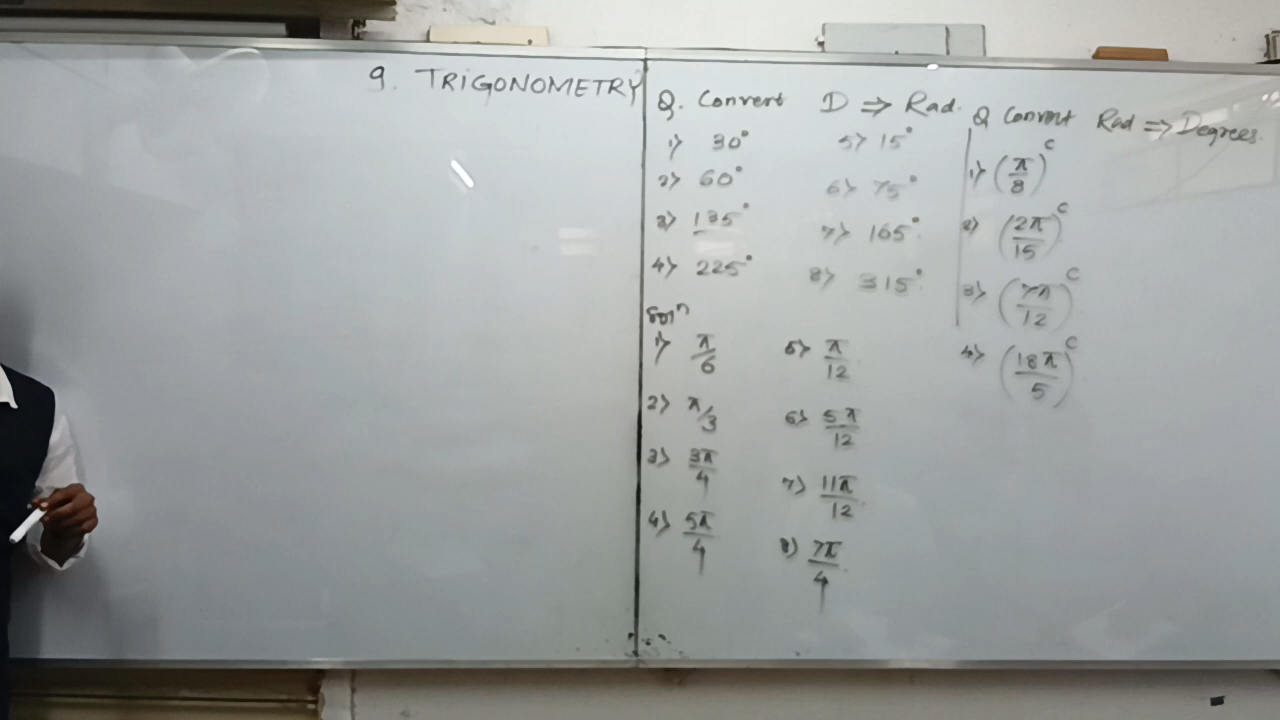 9. TRIGONOMETRY
Q. Convert D ⇒ Rad.
1) 30° 5) 15°
2) 60° 6) 75°
3) 135° 7) 165°
4) 225° 8) 315°
Solⁿ
1) π/6 5) π/12
2) π/3 6) 5π/12
3) 3π/4 7) 11π/12
4) 5π/4 8) 7π/4
Q Convert Rad ⇒ Degrees
1) (π/8)ᶜ
2) (2π/15)ᶜ
3) (7π/12)ᶜ
4) (18π/5)ᶜ